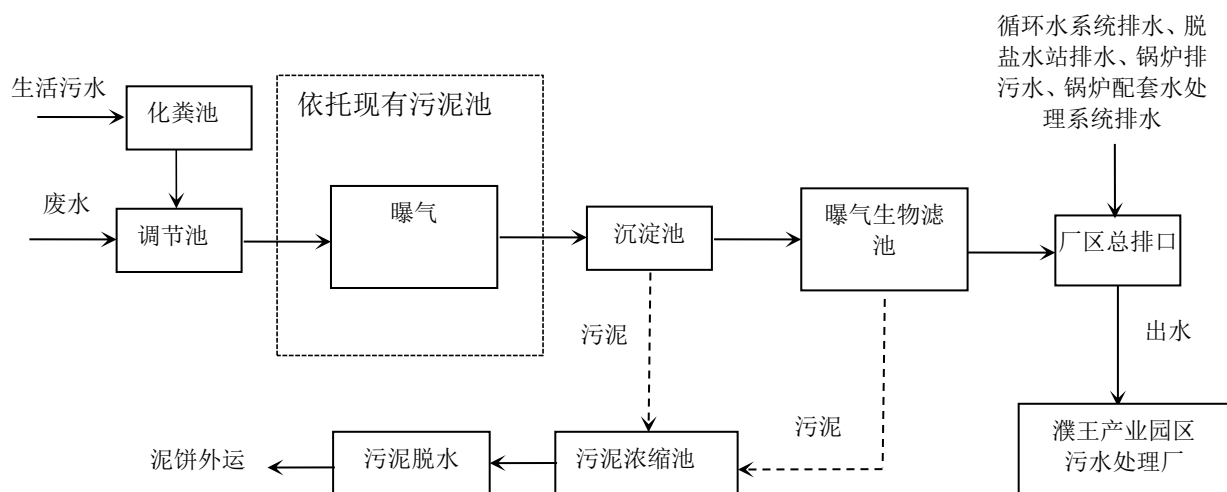 循环水系统排水、脱
盐水站排水、锅炉排
污水、锅炉配套水处
理系统排水
生活污水
化粪池
依托现有污泥池
废水
调节池
曝气
沉淀池
曝气生物滤
池
厂区总排口
污泥
出水
污泥
泥饼外运
污泥脱水
污泥浓缩池
濮王产业园区
污水处理厂